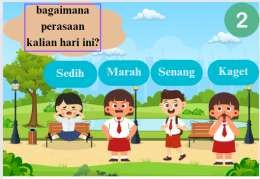 bagaimana
perasaan
kalian hari ini?
2
Sedih
Marah
Senang
Kaget